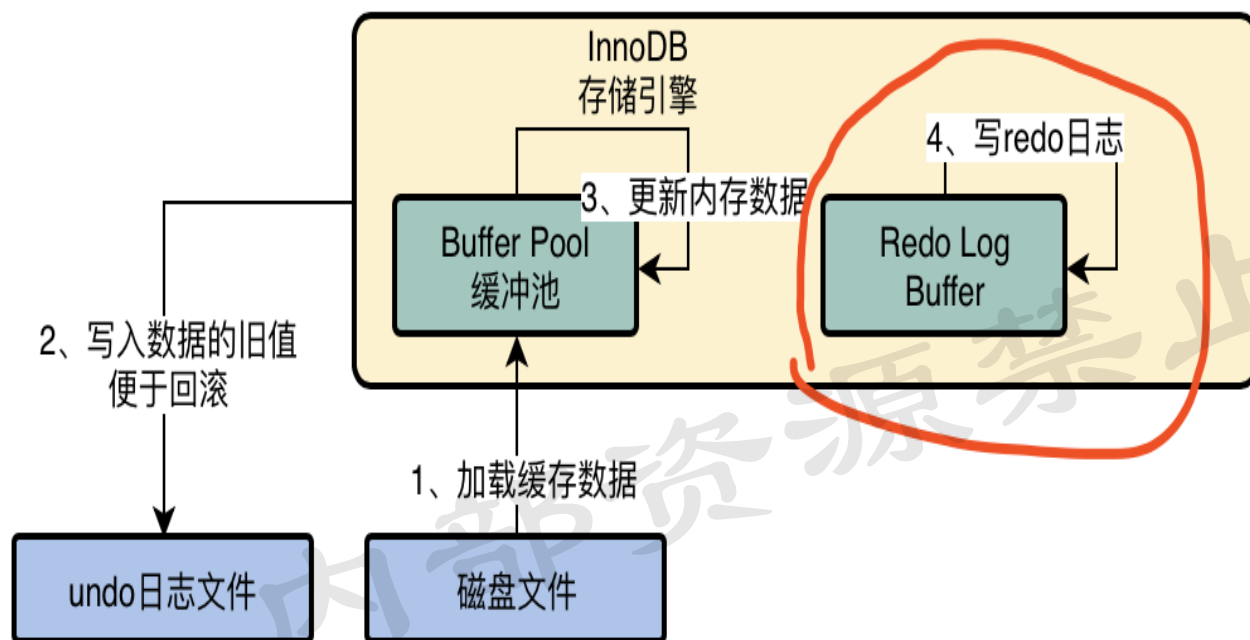 InnoDB
存储引擎
4、写redo日志
3、更新内存数据
Buffer Pool
缓冲池
Redo Log
Buffer
2、写入数据的旧值
便于回滚
1、加载缓存数据
undo日志文件
磁盘文件
内部资源禁止